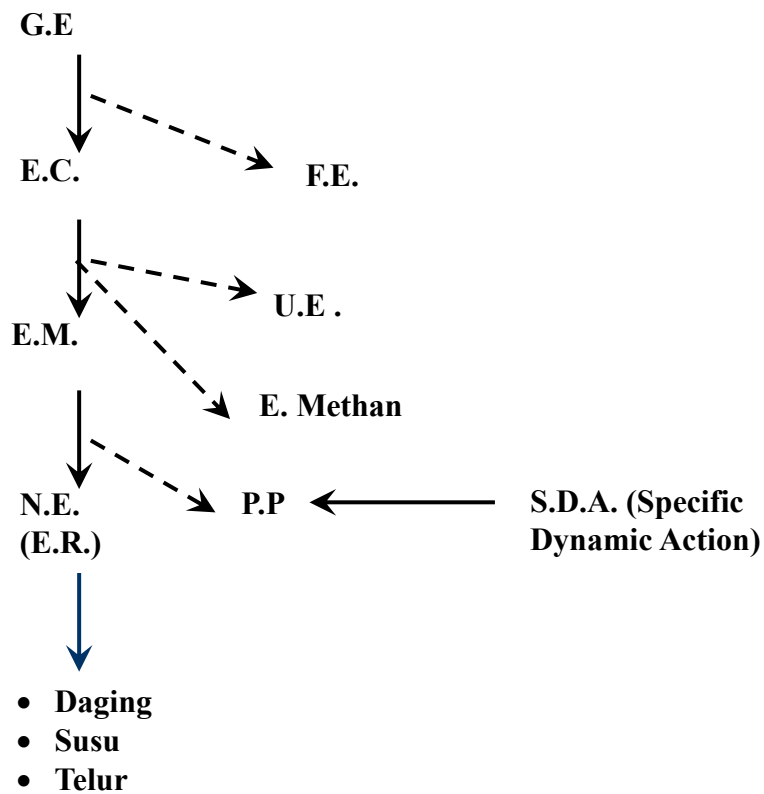 G.E
E.C.
F.E.
U.E .
E.M.
E. Methan
N.E.
(E.R.)
P.P
S.D.A. (Specific
Dynamic Action)
• Daging
• Susu
• Telur